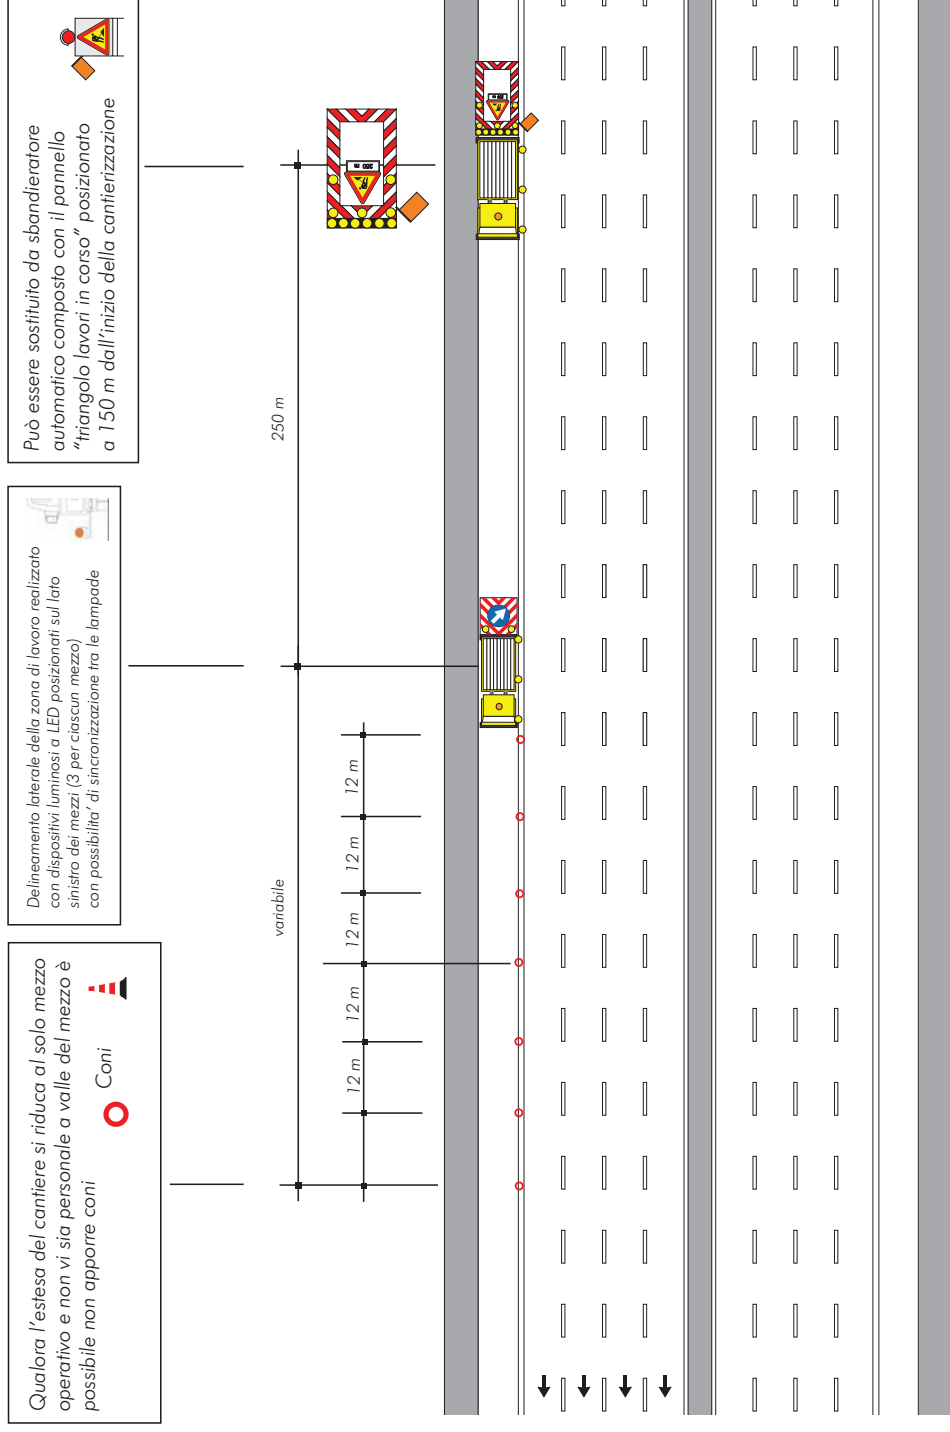 Può essere sostituito da sbandieratore
automatico composto con il pannello
“triangolo lavori in corso” posizionato
a 150 m dall’inizio della cantierizzazione
Delineamento laterale della zona di lavoro realizzato
con dispositivi luminosi a LED posizionati sul lato
sinistro dei mezzi (3 per ciascun mezzo)
con possibilita’ di sincronizzazione tra le lampade
Qualora l’estesa del cantiere si riduca al solo mezzo
operativo e non vi sia personale a valle del mezzo è
possibile non apporre coni
Coni
250 m
variabile
12 m
12 m
12 m
12 m
12 m